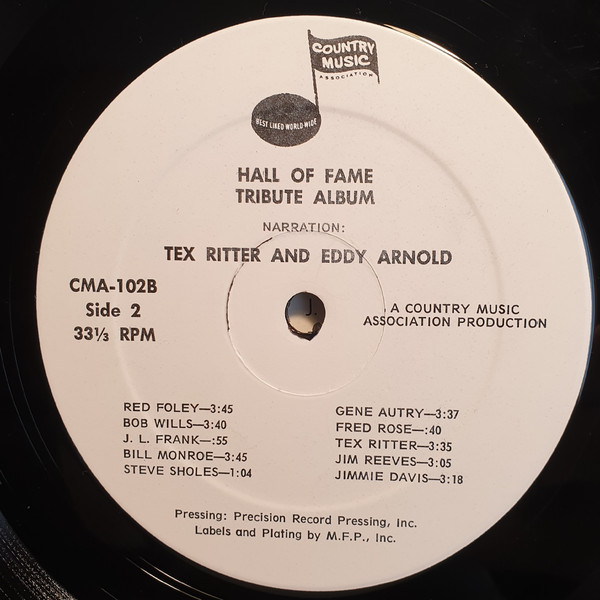 COUNTRY
MUSIC
ASSOCIATION
BEST LIKED WORLD WIDE
HALL OF FAME
TRIBUTE ALBUM
NARRATION:
TEX RITTER AND EDDY ARNOLD
CMA-102B
Side 2
33⅓ RPM
A COUNTRY MUSIC
ASSOCIATION PRODUCTION
RED FOLEY—3:45
BOB WILLS—3:40
J. L. FRANK—:55
BILL MONROE—3:45
STEVE SHOLES—1:04
GENE AUTRY—3:37
FRED ROSE—:40
TEX RITTER—3:35
JIM REEVES—3:05
JIMMIE DAVIS—3:18
Pressing: Precision Record Pressing, Inc.
Labels and Plating by M.F.P., Inc.